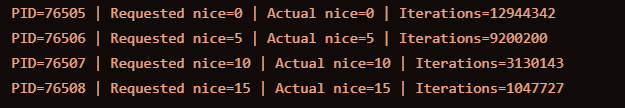 PID=76505 | Requested nice=0 | Actual nice=0 | Iterations=12944342
PID=76506 | Requested nice=5 | Actual nice=5 | Iterations=9200200
PID=76507 | Requested nice=10 | Actual nice=10 | Iterations=3130143
PID=76508 | Requested nice=15 | Actual nice=15 | Iterations=1047727